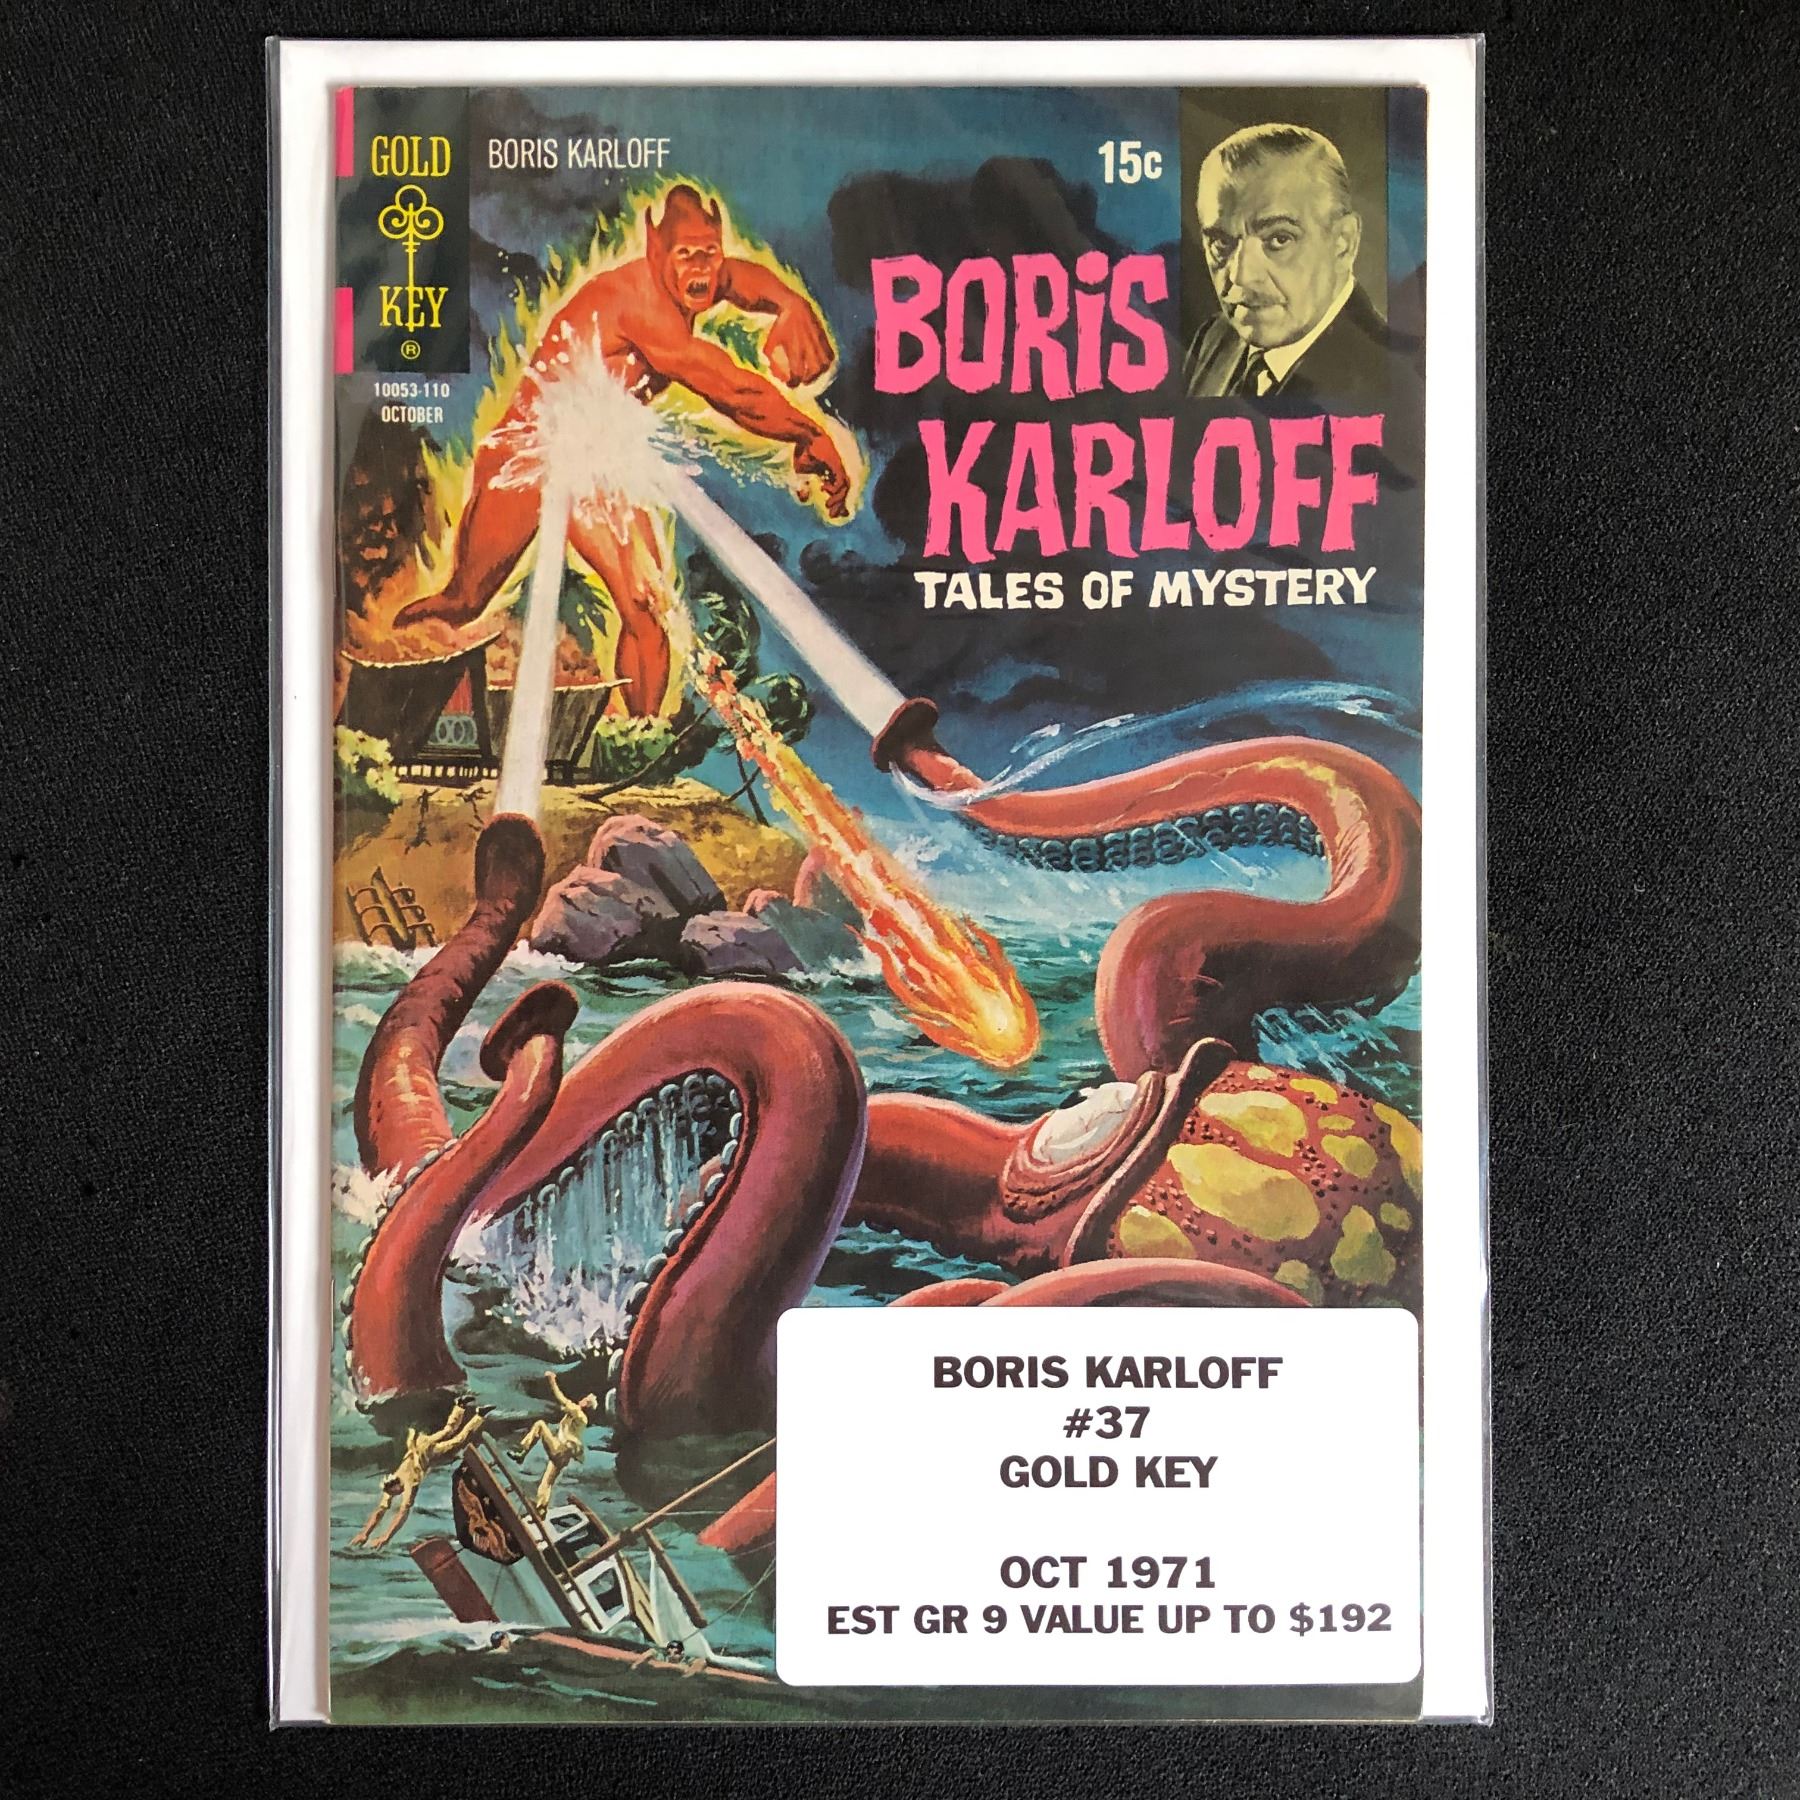 GOLD
KEY
®
BORIS KARLOFF
15c
10053-110
OCTOBER
BORiS
KARLOFF
TALES OF MYSTERY
BORIS KARLOFF
#37
GOLD KEY
OCT 1971
EST GR 9 VALUE UP TO $192